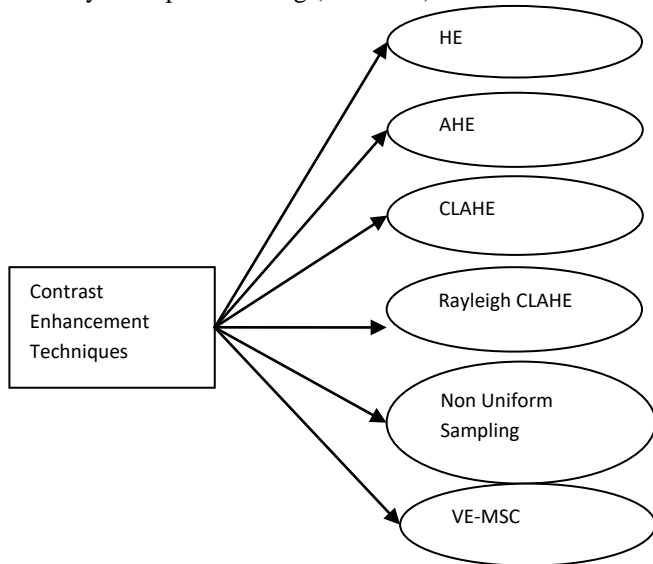 HE
AHE
CLAHE
Rayleigh CLAHE
Contrast
Enhancement
Techniques
Non Uniform
Sampling
VE-MSC